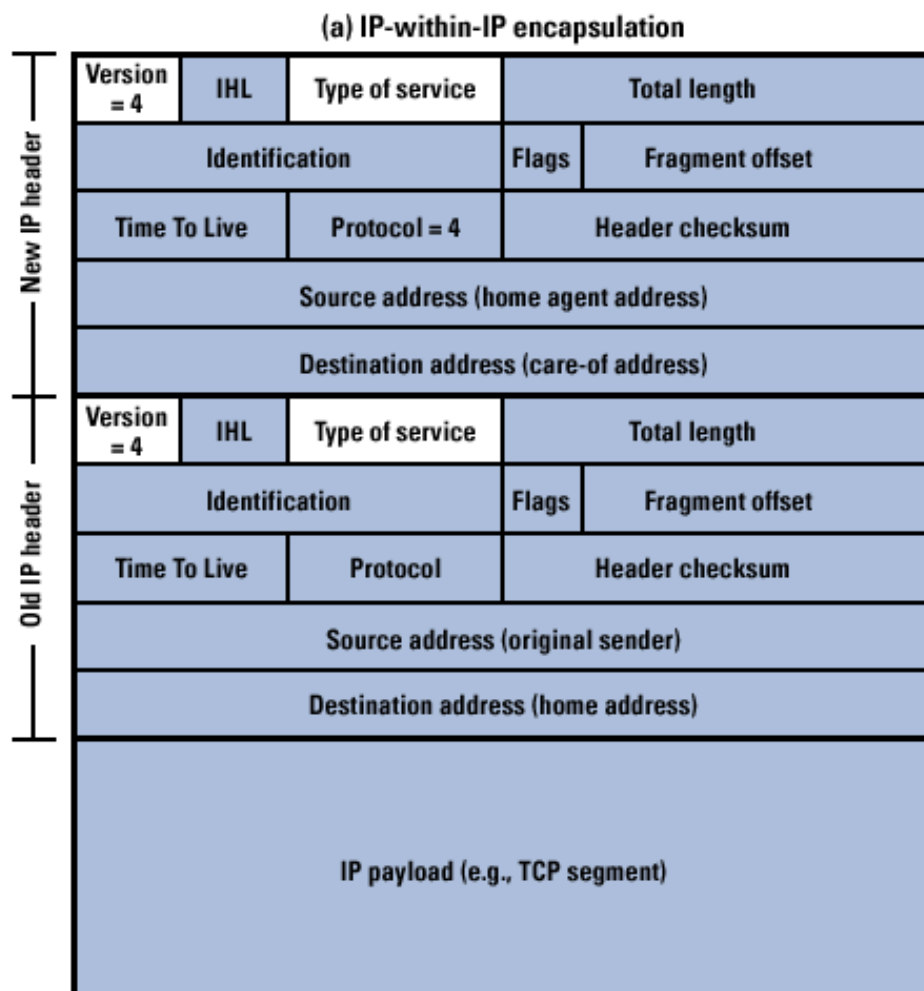 (a) IP-within-IP encapsulation
New IP header
Version = 4 IHL Type of service Total length
Identification Flags Fragment offset
Time To Live Protocol = 4 Header checksum
Source address (home agent address)
Destination address (care-of address)
Old IP header
Version = 4 IHL Type of service Total length
Identification Flags Fragment offset
Time To Live Protocol Header checksum
Source address (original sender)
Destination address (home address)
IP payload (e.g., TCP segment)